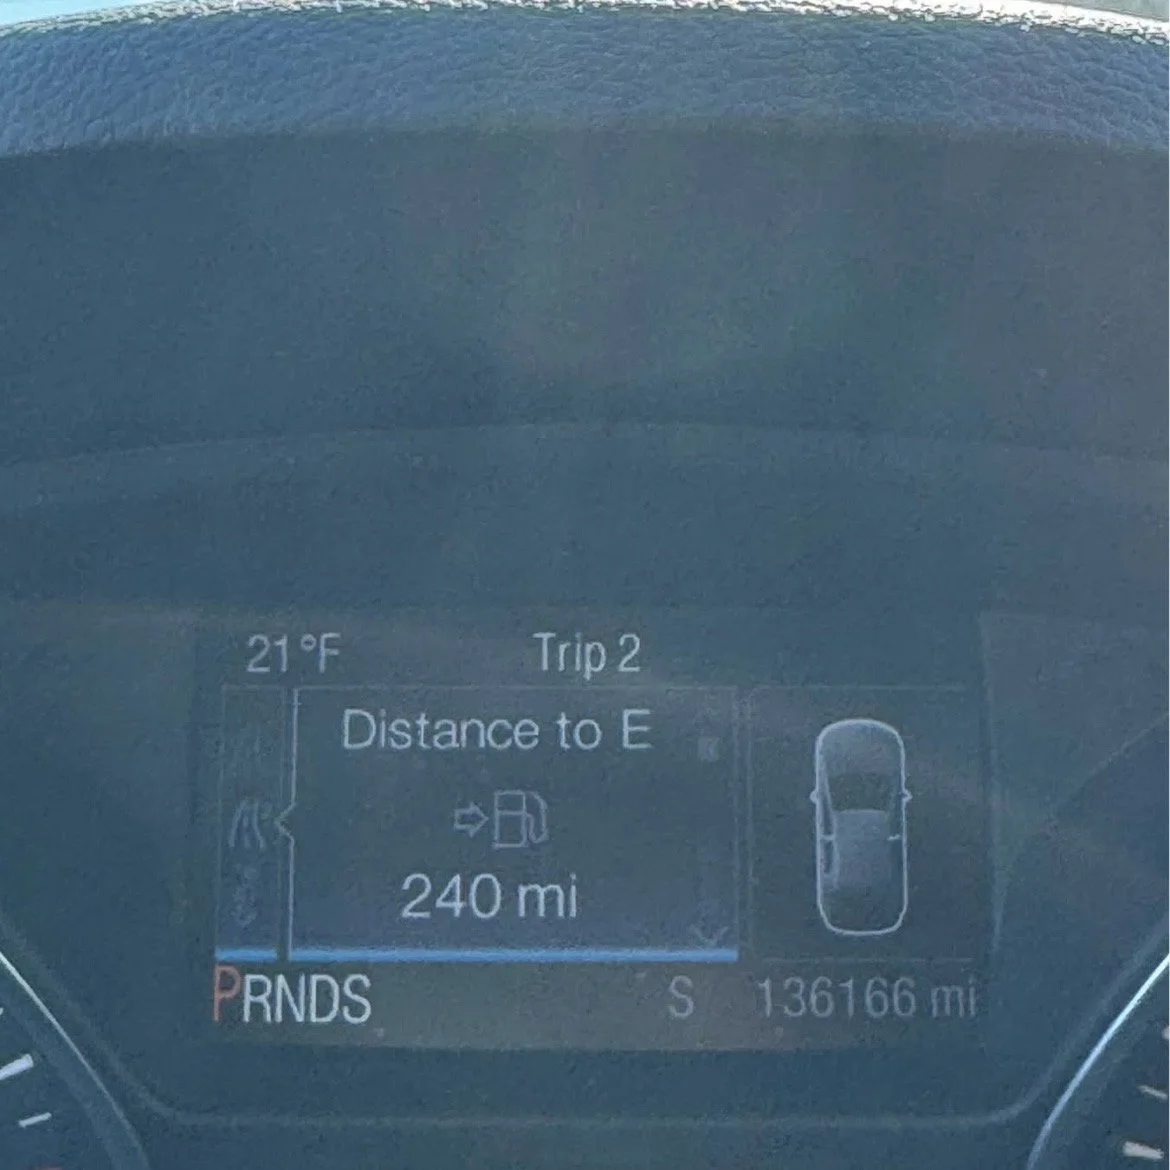 21°F Trip 2
Distance to E
240 mi
PRNDS S 136166 mi